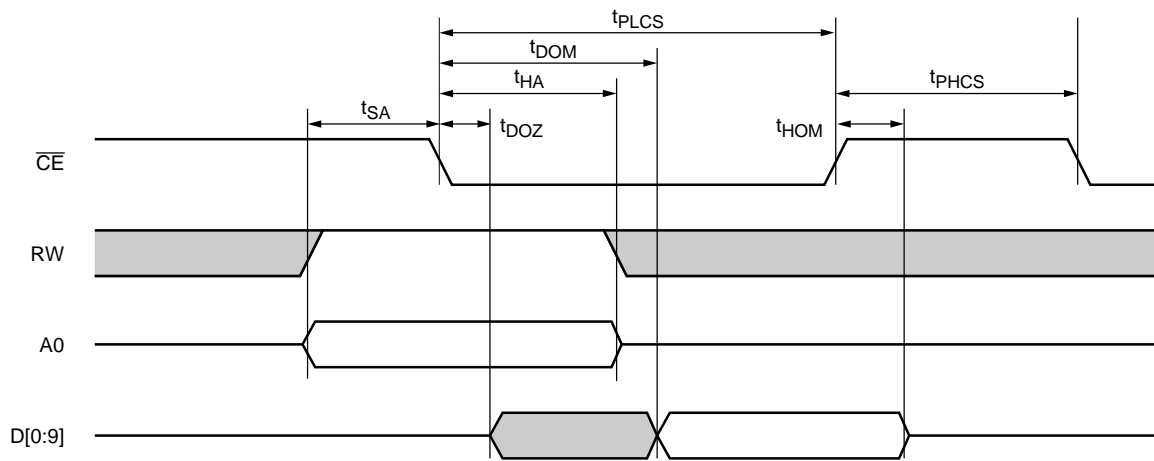 tPLCS
tDOM
tHA
tPHCS
tSA
tDOZ
tHOM
CE
RW
A0
D[0:9]